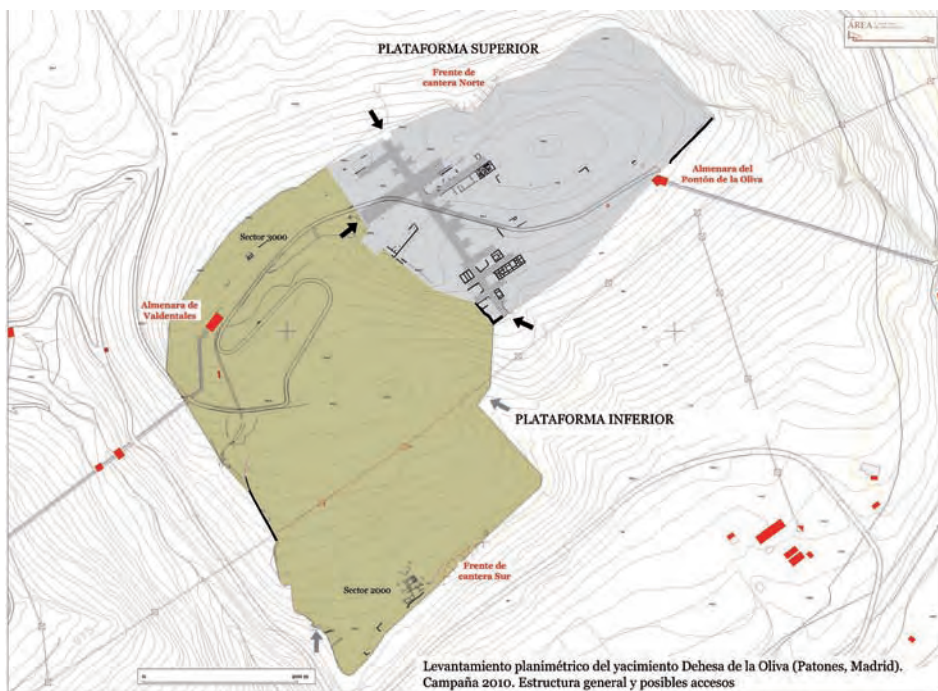 ÁREA
PLATAFORMA SUPERIOR
Frente de
cantera Norte
Almenara del
Pontón de la Oliva
Sector 3000
Almenara de
Valdentales
1
PLATAFORMA INFERIOR
Frente de
cantera Sur
Sector 2000
0
Levantamiento planimétrico del yacimiento Dehesa de la Oliva (Patones, Madrid).
Campaña 2010. Estructura general y posibles accesos